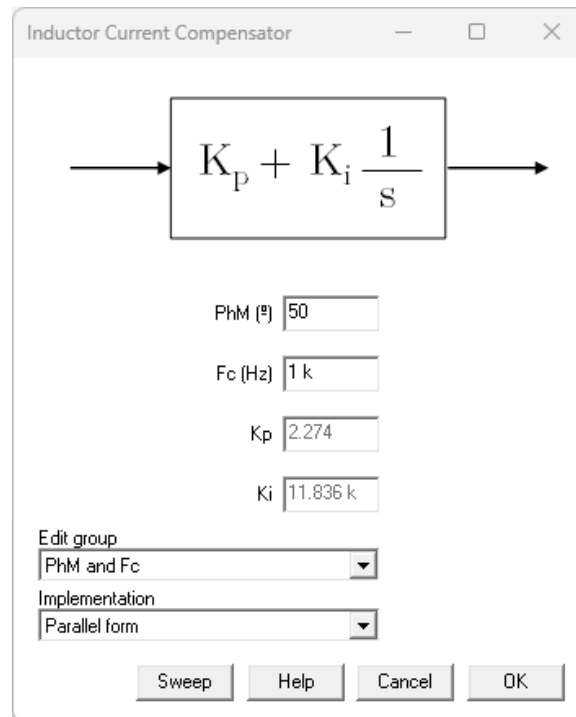 Inductor Current Compensator
Kp + Ki 1/s
PhM (º) 50
Fc (Hz) 1 k
Kp 2.274
Ki 11.836 k
Edit group
PhM and Fc
Implementation
Parallel form
Sweep Help Cancel OK